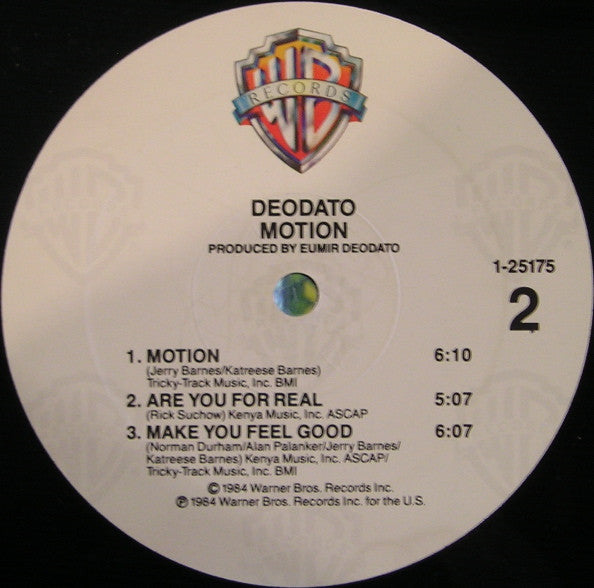 WB
RECORDS
DEODATO
MOTION
PRODUCED BY EUMIR DEODATO
1-25175
2
1. MOTION 6:10
(Jerry Barnes/Katreese Barnes)
Tricky-Track Music, Inc. BMI
2. ARE YOU FOR REAL 5:07
(Rick Suchow) Kenya Music, Inc. ASCAP
3. MAKE YOU FEEL GOOD 6:07
(Norman Durham/Alan Palanker/Jerry Barnes/
Katreese Barnes) Kenya Music, Inc. ASCAP/
Tricky-Track Music, Inc. BMI
©1984 Warner Bros. Records Inc.
℗1984 Warner Bros. Records Inc. for the U.S.